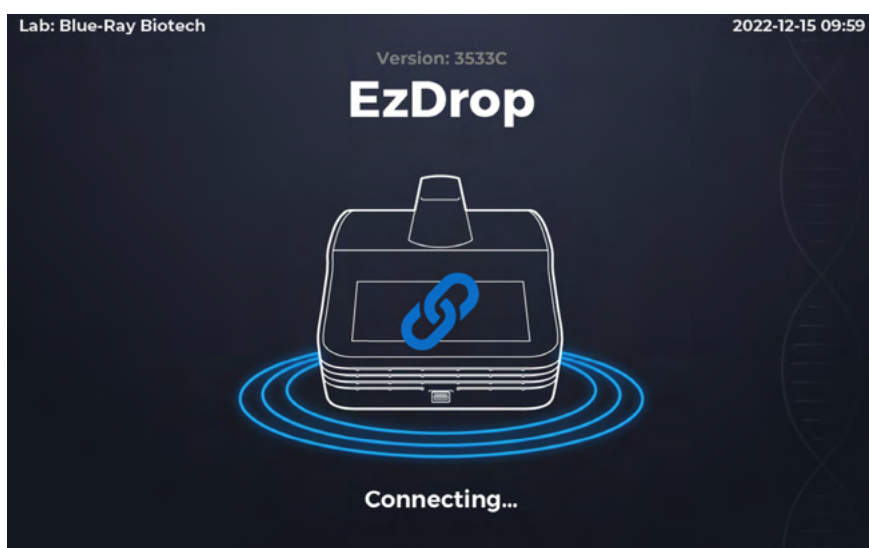 Lab: Blue-Ray Biotech
2022-12-15 09:59
Version: 3533C
EzDrop
Connecting...